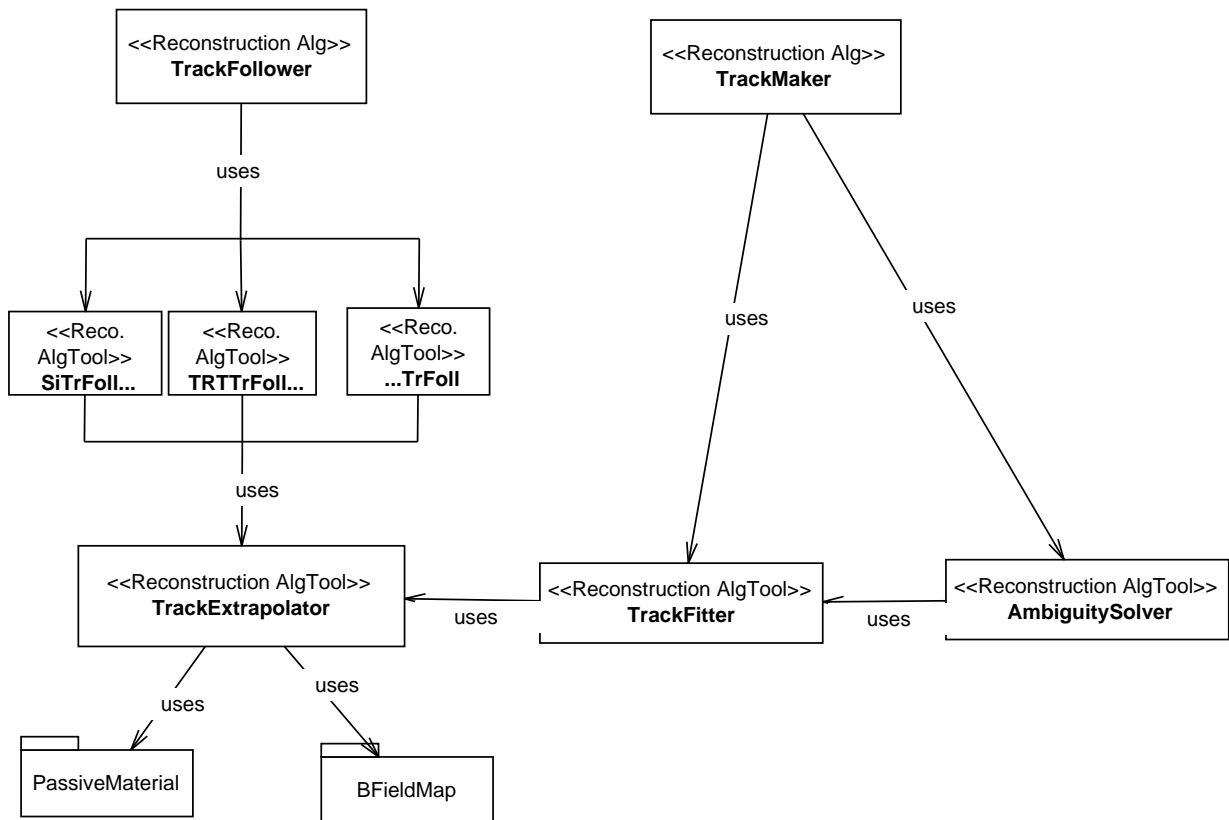 <<Reconstruction Alg>>
TrackFollower
<<Reconstruction Alg>>
TrackMaker
uses
<<Reco.
AlgTool>>
SiTrFoll...
<<Reco.
AlgTool>>
TRTTrFoll...
<<Reco.
AlgTool>>
...TrFoll
uses
uses
uses
<<Reconstruction AlgTool>>
TrackExtrapolator
uses
<<Reconstruction AlgTool>>
TrackFitter
uses
<<Reconstruction AlgTool>>
AmbiguitySolver
uses
uses
PassiveMaterial
BFieldMap